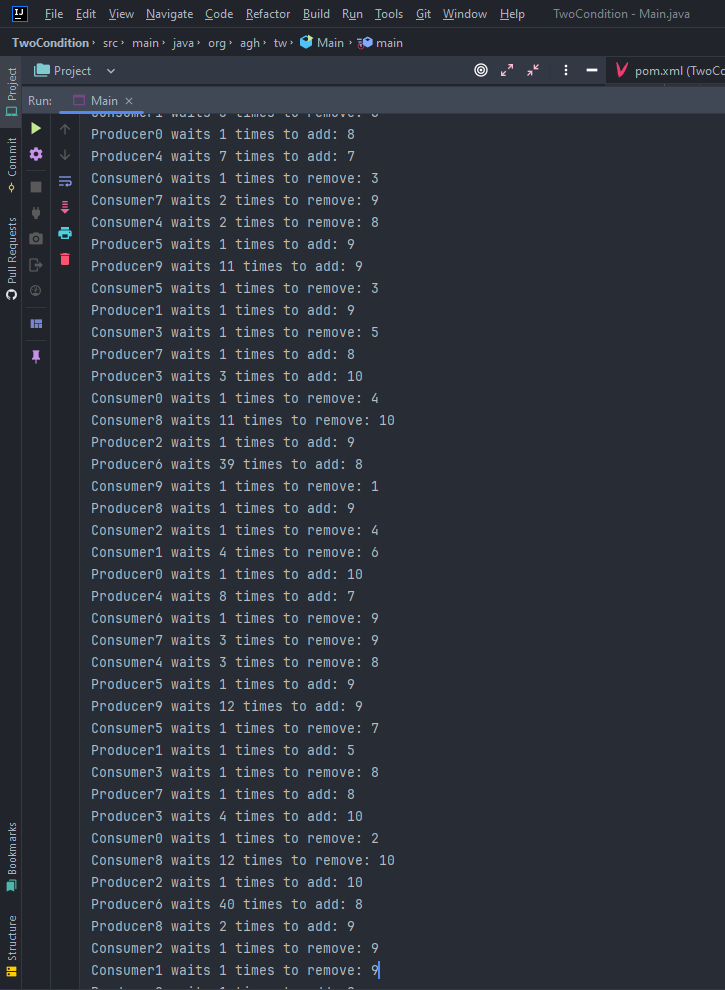 IJ File Edit View Navigate Code Refactor Build Run Tools Git Window Help TwoCondition - Main.java
TwoCondition › src › main › java › org › agh › tw › Main › main
Project
Project pom.xml (TwoCo
Run: Main ×
Commit
Pull Requests
Bookmarks
Structure
Producer0 waits 1 times to add: 8
Producer4 waits 7 times to add: 7
Consumer6 waits 1 times to remove: 3
Consumer7 waits 2 times to remove: 9
Consumer4 waits 2 times to remove: 8
Producer5 waits 1 times to add: 9
Producer9 waits 11 times to add: 9
Consumer5 waits 1 times to remove: 3
Producer1 waits 1 times to add: 9
Consumer3 waits 1 times to remove: 5
Producer7 waits 1 times to add: 8
Producer3 waits 3 times to add: 10
Consumer0 waits 1 times to remove: 4
Consumer8 waits 11 times to remove: 10
Producer2 waits 1 times to add: 9
Producer6 waits 39 times to add: 8
Consumer9 waits 1 times to remove: 1
Producer8 waits 1 times to add: 9
Consumer2 waits 1 times to remove: 4
Consumer1 waits 4 times to remove: 6
Producer0 waits 1 times to add: 10
Producer4 waits 8 times to add: 7
Consumer6 waits 1 times to remove: 9
Consumer7 waits 3 times to remove: 9
Consumer4 waits 3 times to remove: 8
Producer5 waits 1 times to add: 9
Producer9 waits 12 times to add: 9
Consumer5 waits 1 times to remove: 7
Producer1 waits 1 times to add: 5
Consumer3 waits 1 times to remove: 8
Producer7 waits 1 times to add: 8
Producer3 waits 4 times to add: 10
Consumer0 waits 1 times to remove: 2
Consumer8 waits 12 times to remove: 10
Producer2 waits 1 times to add: 10
Producer6 waits 40 times to add: 8
Producer8 waits 2 times to add: 9
Consumer2 waits 1 times to remove: 9
Consumer1 waits 1 times to remove: 9